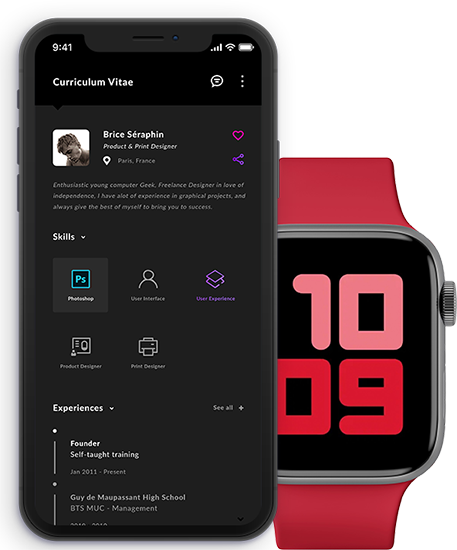 9:41
Curriculum Vitae
Brice Séraphin
Product & Print Designer
Paris, France
Enthusiastic young computer Geek, Freelance Designer in love of
independence, I have alot of experience in graphical projects, and
always give the best of myself to bring you to success.
Skills
Ps
Photoshop
User Interface
User Experience
Product Designer
Print Designer
Experiences
See all +
Founder
Self-taught training
Jan 2011 - Present
Guy de Maupassant High School
BTS MUC - Management
10
09